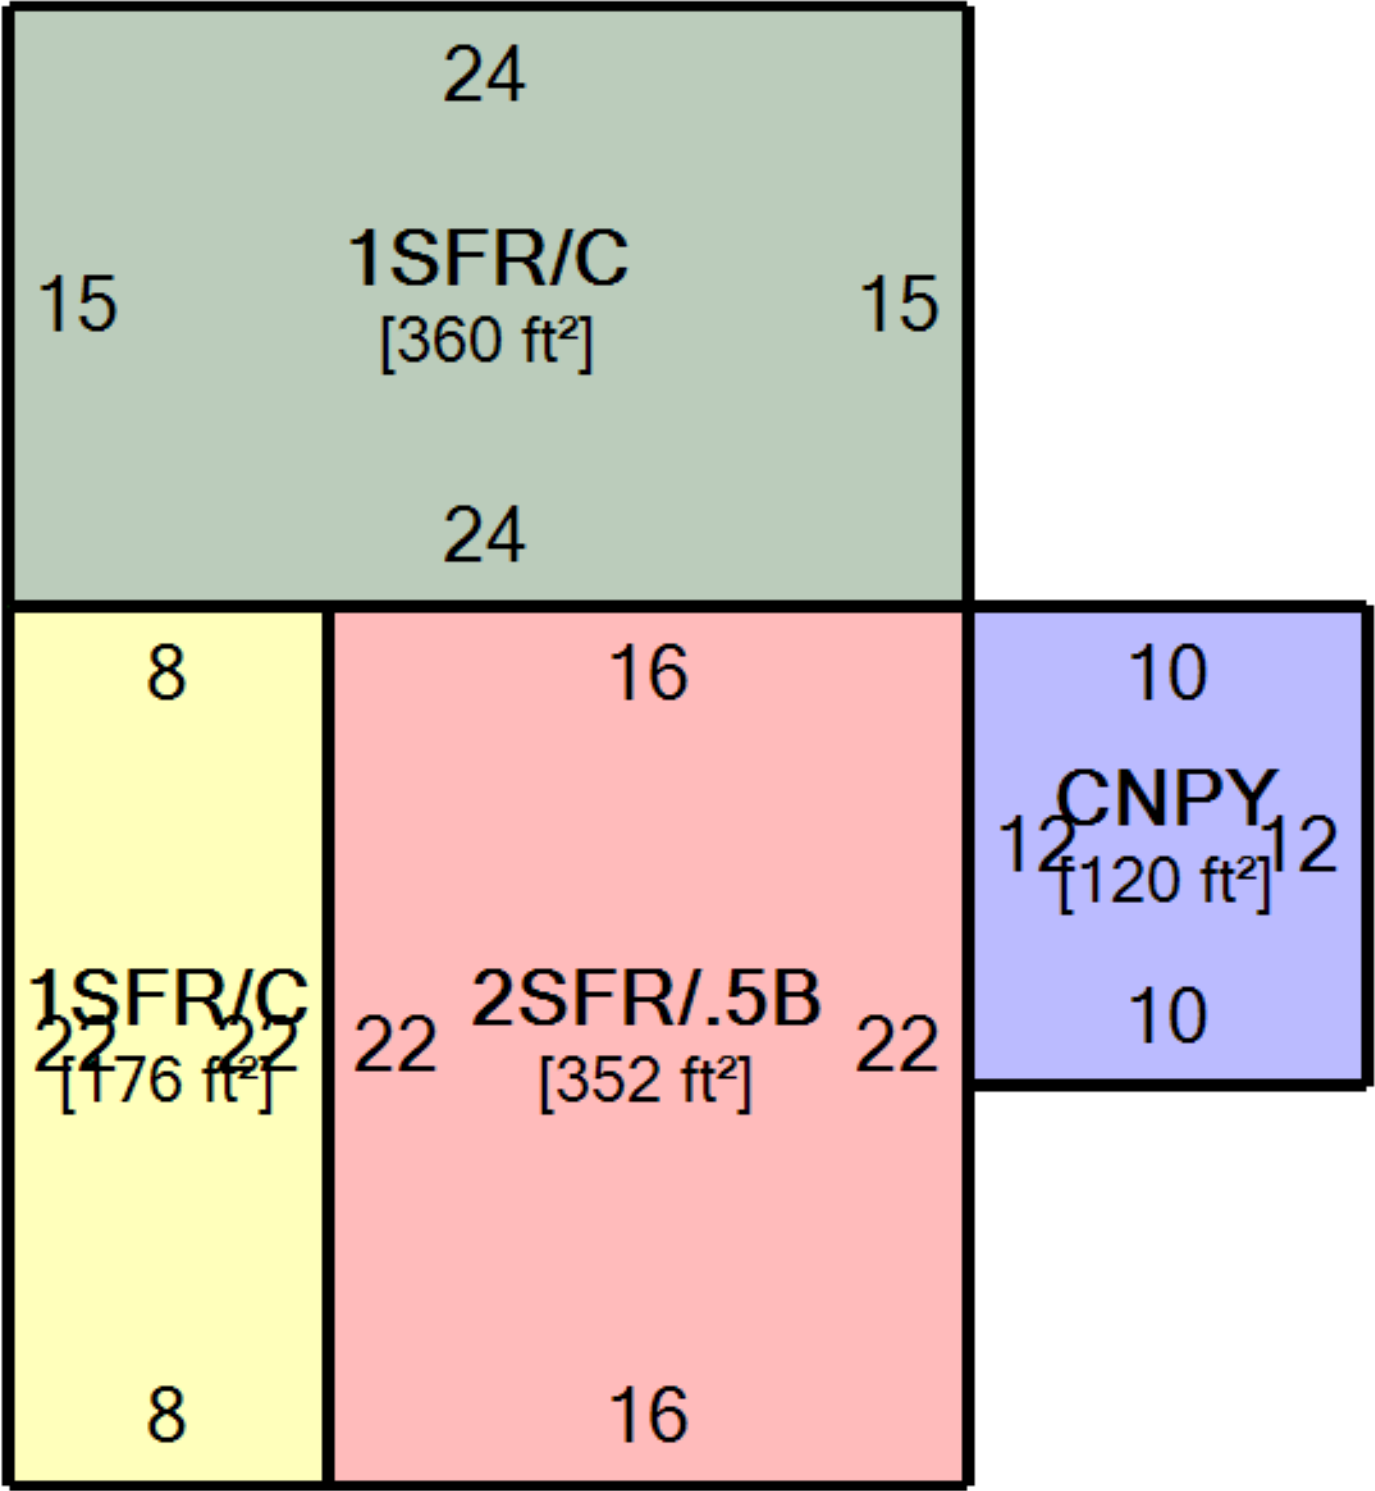 24
1SFR/C
15 15
[360 ft²]
24
8 16 10
CNPY
12 12
[120 ft²]
1SFR/C 2SFR/.5B
22 22 22 22
[176 ft²] [352 ft²]
10
8 16